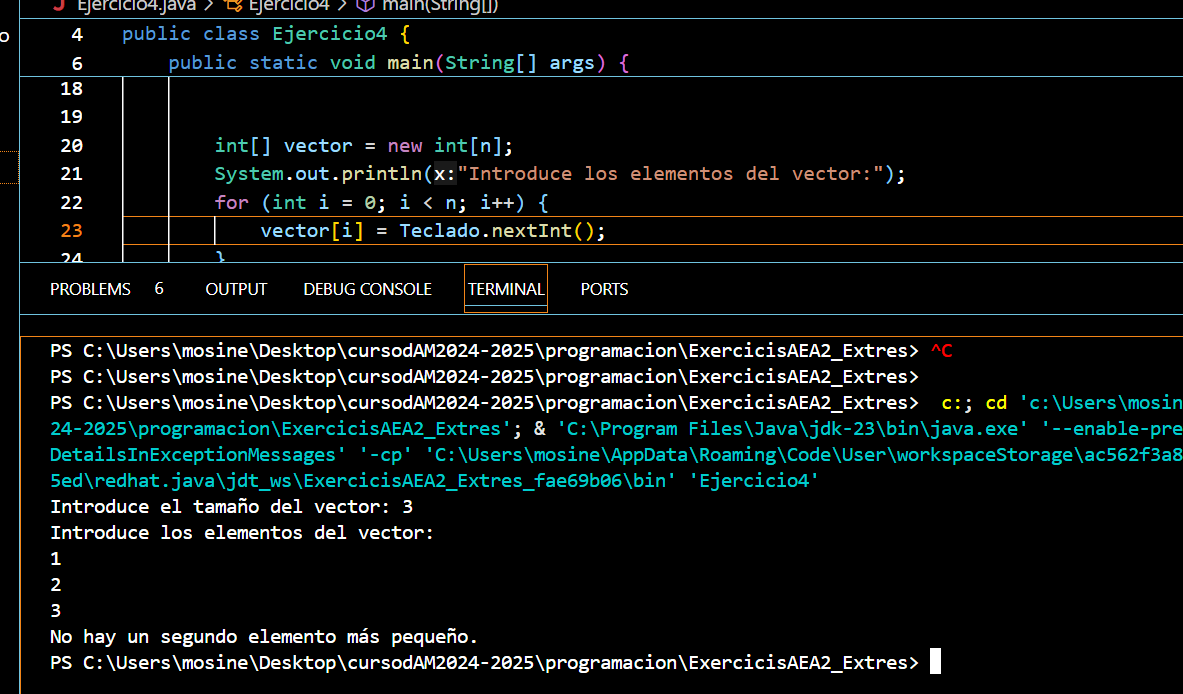 Ejercicio4.java > Ejercicio4 > main(String[])
4 public class Ejercicio4 {
6 public static void main(String[] args) {
18
19
20 int[] vector = new int[n];
21 System.out.println(x:"Introduce los elementos del vector:");
22 for (int i = 0; i < n; i++) {
23 vector[i] = Teclado.nextInt();
24 }
PROBLEMS 6 OUTPUT DEBUG CONSOLE TERMINAL PORTS
PS C:\Users\mosine\Desktop\cursodAM2024-2025\programacion\ExercicisAEA2_Extres> ^C
PS C:\Users\mosine\Desktop\cursodAM2024-2025\programacion\ExercicisAEA2_Extres>
PS C:\Users\mosine\Desktop\cursodAM2024-2025\programacion\ExercicisAEA2_Extres> c:; cd 'c:\Users\mosin
24-2025\programacion\ExercicisAEA2_Extres'; & 'C:\Program Files\Java\jdk-23\bin\java.exe' '--enable-pre
DetailsInExceptionMessages' '-cp' 'C:\Users\mosine\AppData\Roaming\Code\User\workspaceStorage\ac562f3a8
5ed\redhat.java\jdt_ws\ExercicisAEA2_Extres_fae69b06\bin' 'Ejercicio4'
Introduce el tamaño del vector: 3
Introduce los elementos del vector:
1
2
3
No hay un segundo elemento más pequeño.
PS C:\Users\mosine\Desktop\cursodAM2024-2025\programacion\ExercicisAEA2_Extres>